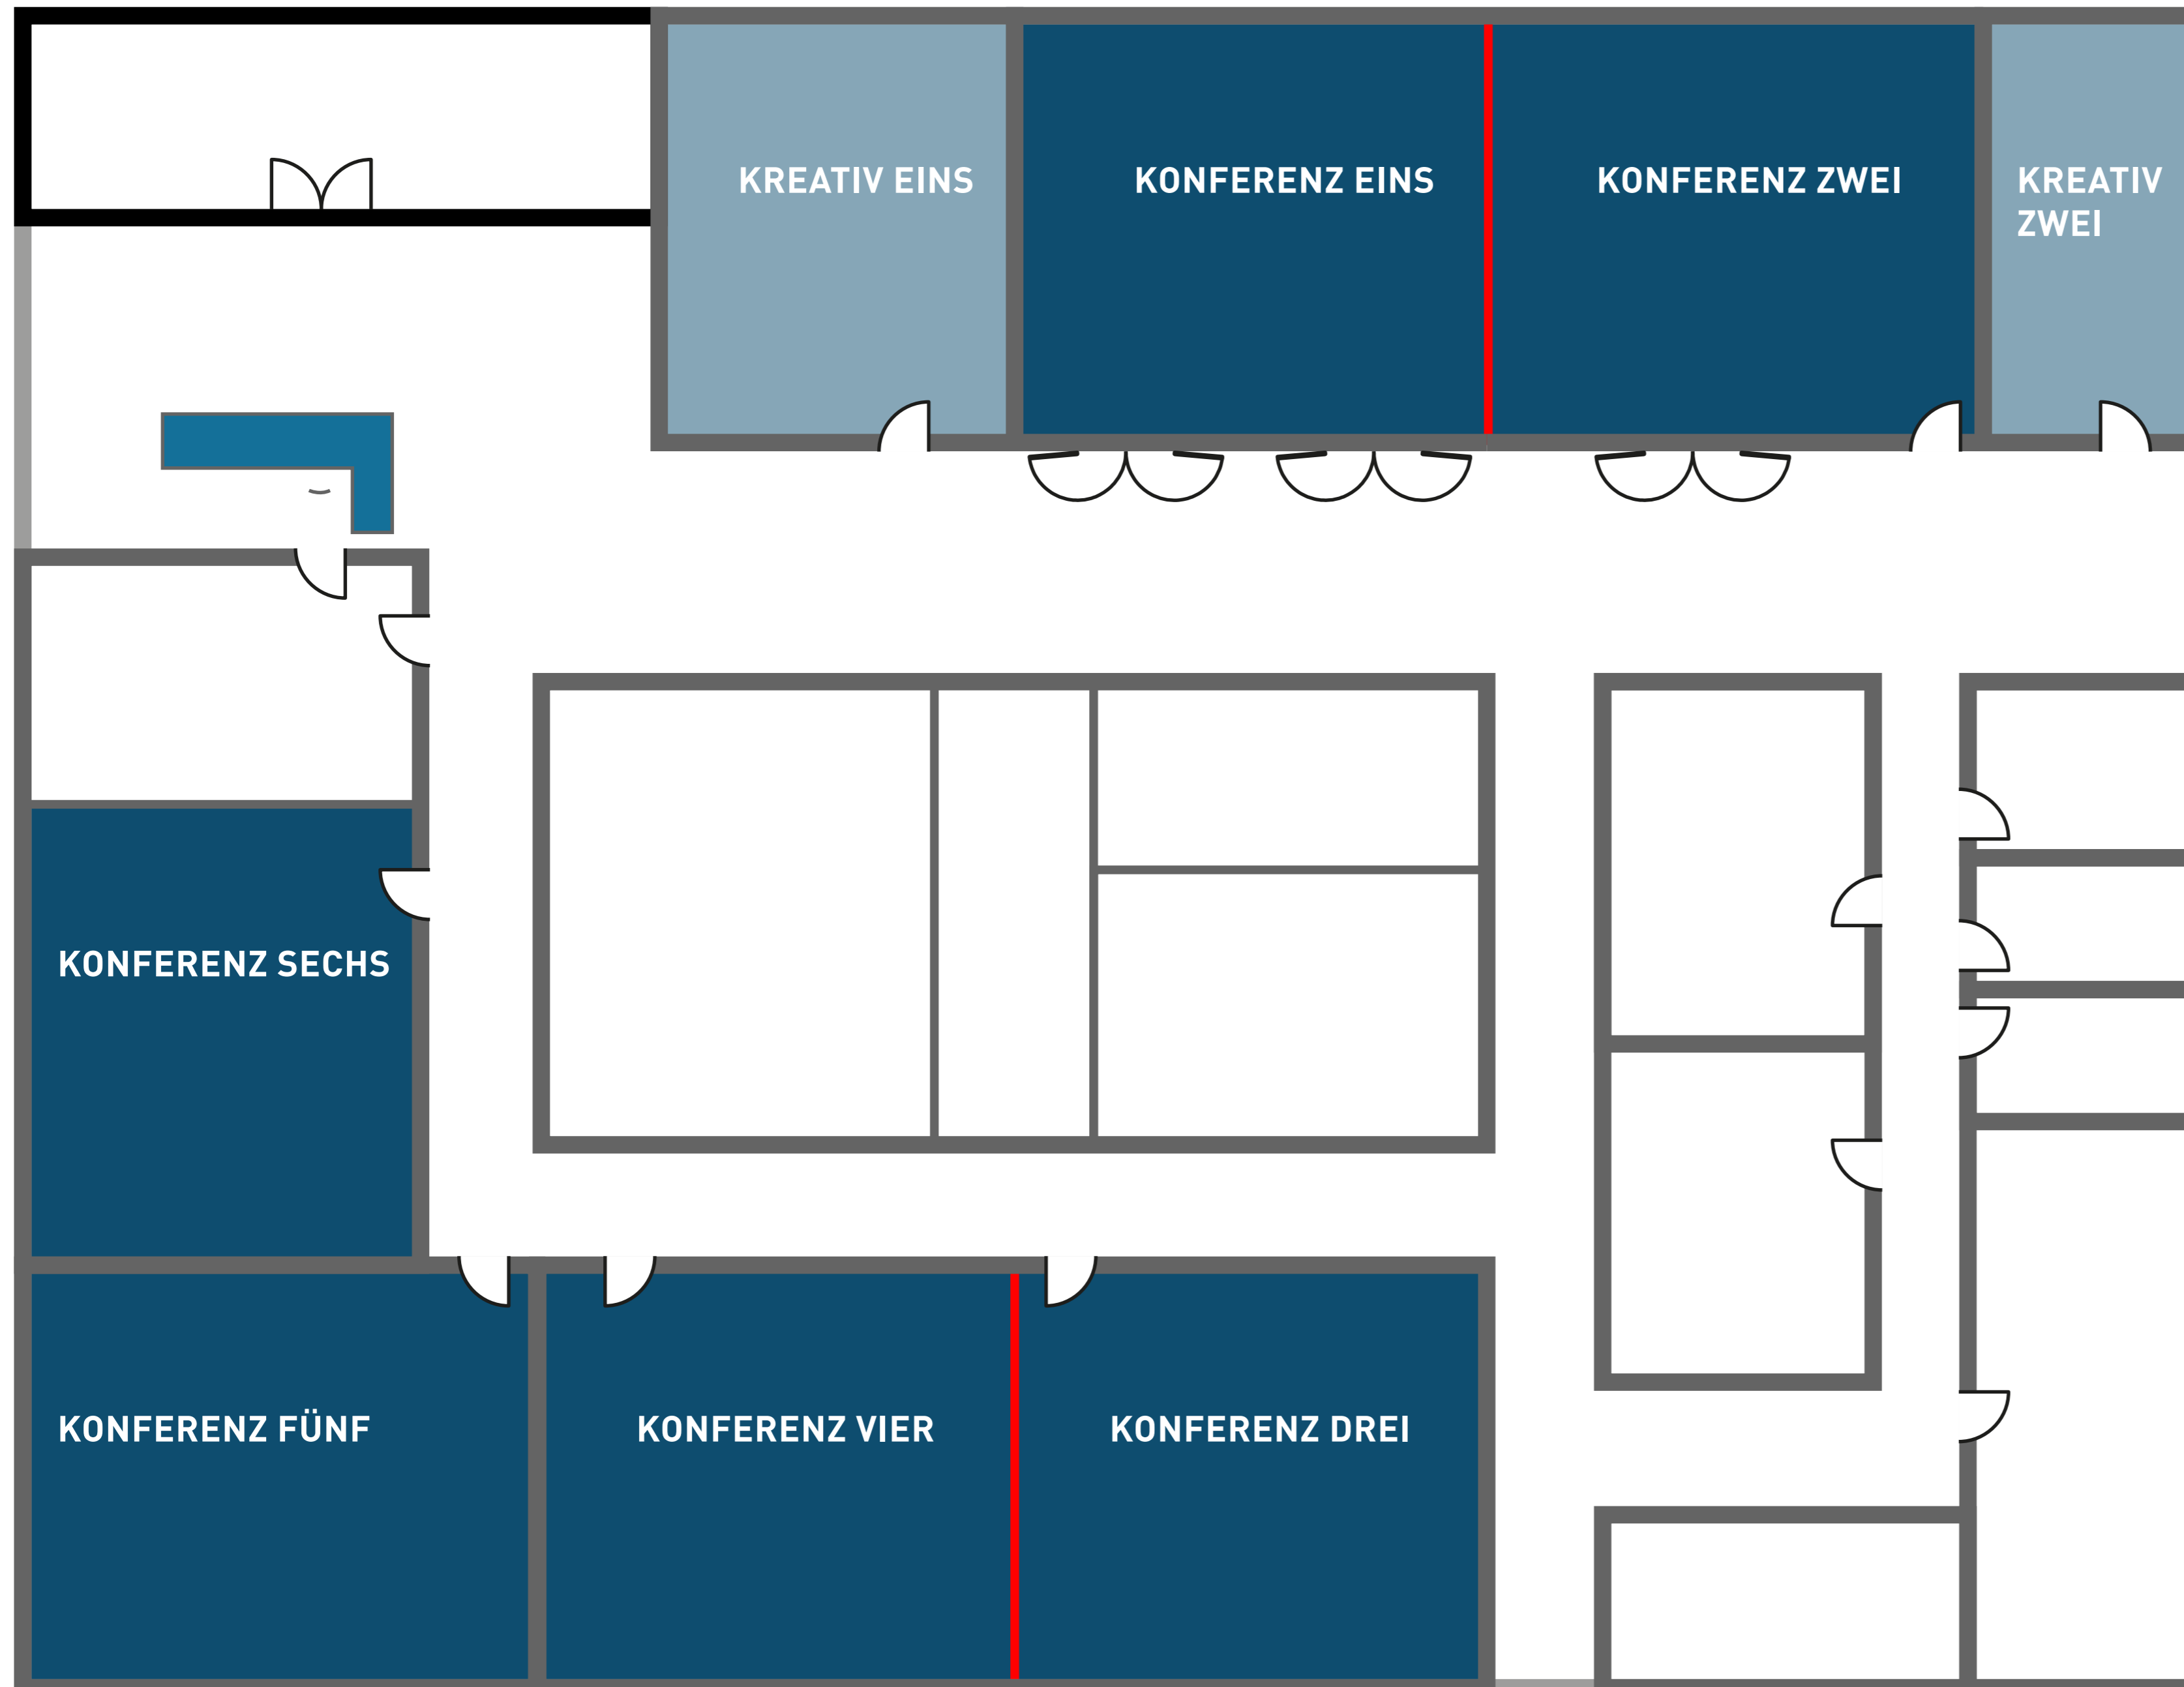 KREATIV EINS
KONFERENZ EINS
KONFERENZ ZWEI
KREATIV
ZWEI
KONFERENZ SECHS
KONFERENZ FÜNF
KONFERENZ VIER
KONFERENZ DREI